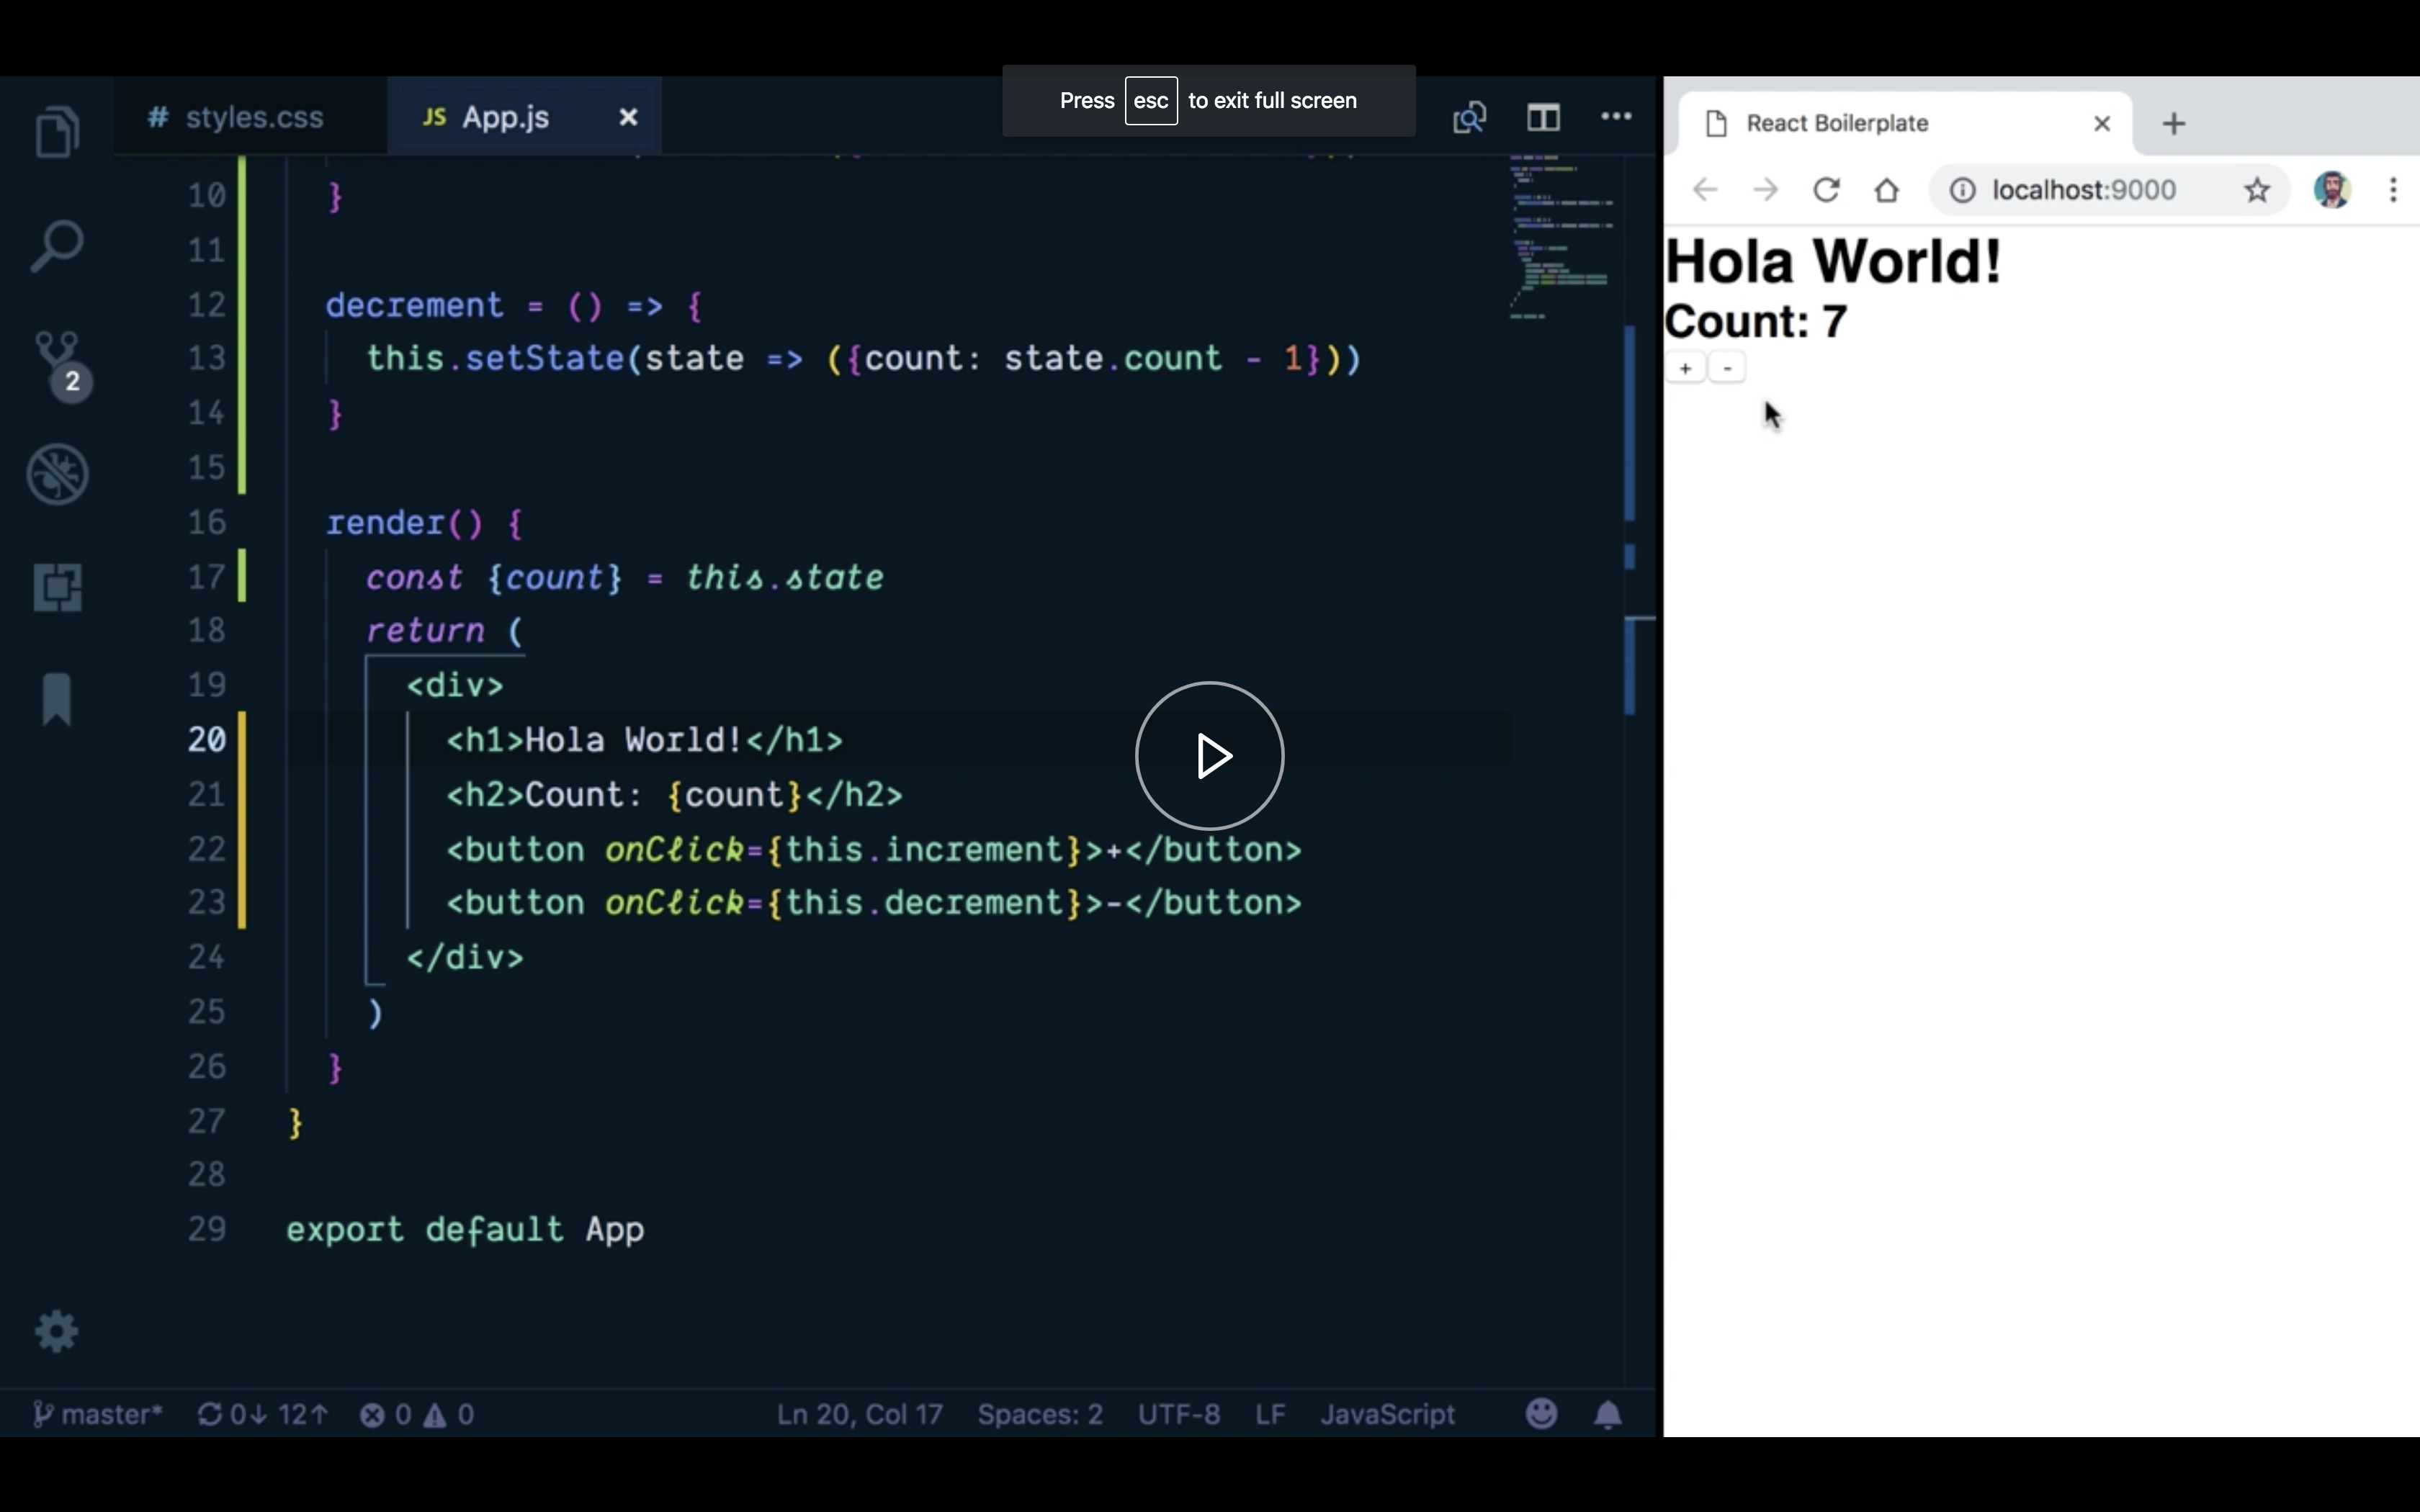 Press esc to exit full screen
# styles.css
JS App.js
React Boilerplate
localhost:9000
10 }
11
12 decrement = () => {
13 this.setState(state => ({count: state.count - 1}))
14 }
15
16 render() {
17 const {count} = this.state
18 return (
19 <div>
20 <h1>Hola World!</h1>
21 <h2>Count: {count}</h2>
22 <button onClick={this.increment}>+</button>
23 <button onClick={this.decrement}>-</button>
24 </div>
25 )
26 }
27 }
28
29 export default App
2
master* 0↓ 12↑ 0 0
Ln 20, Col 17 Spaces: 2 UTF-8 LF JavaScript
Hola World!
Count: 7
+ -